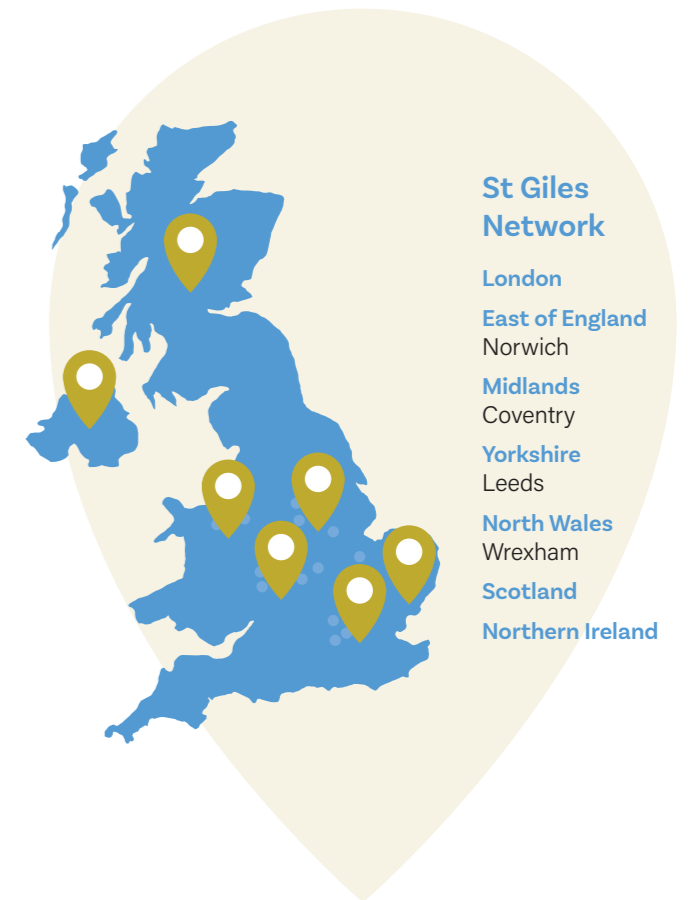 St Giles
Network
London
East of England
Norwich
Midlands
Coventry
Yorkshire
Leeds
North Wales
Wrexham
Scotland
Northern Ireland